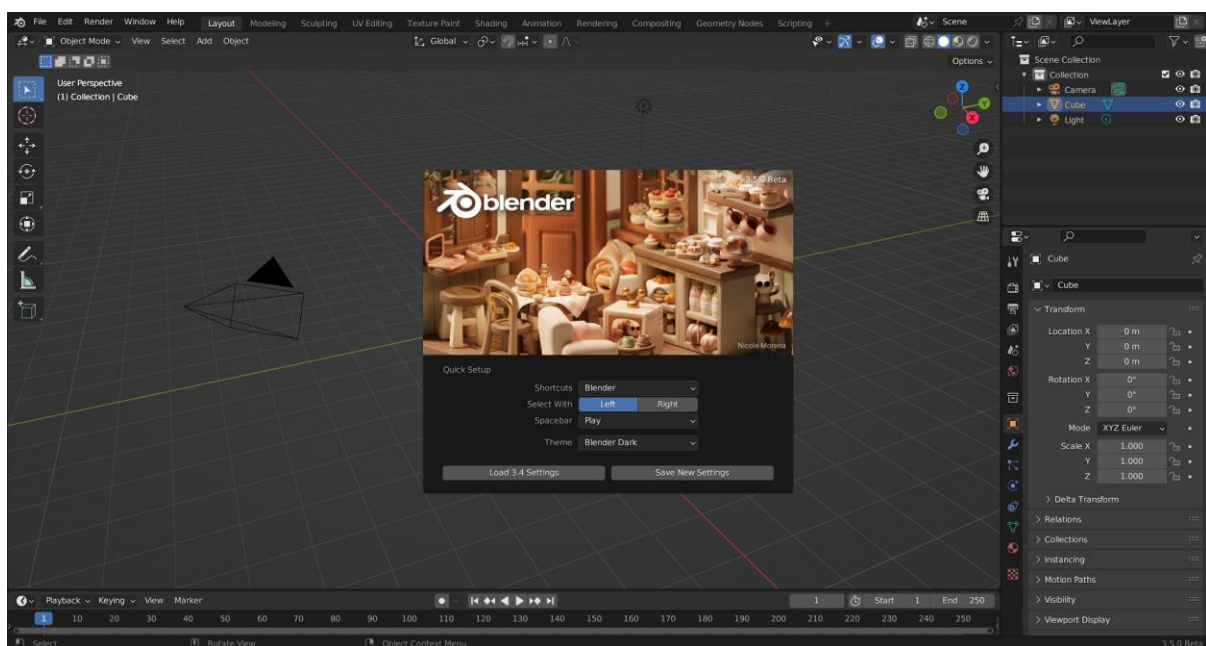 File Edit Render Window Help Layout Modeling Sculpting UV Editing Texture Paint Shading Animation Rendering Compositing Geometry Nodes Scripting + Scene ViewLayer
Object Mode View Select Add Object Global
Options
User Perspective
(1) Collection | Cube
Z
Y
X
Scene Collection
Collection
Camera
Cube
Light
3.5.0 Beta
blender
Nicole Morena
Quick Setup
Shortcuts Blender
Select With Left Right
Spacebar Play
Theme Blender Dark
Load 3.4 Settings Save New Settings
Cube
Cube
Transform
Location X 0 m
Y 0 m
Z 0 m
Rotation X 0°
Y 0°
Z 0°
Mode XYZ Euler
Scale X 1.000
Y 1.000
Z 1.000
Delta Transform
Relations
Collections
Instancing
Motion Paths
Visibility
Viewport Display
Playback Keying View Marker 1 Start 1 End 250
1 10 20 30 40 50 60 70 80 90 100 110 120 130 140 150 160 170 180 190 200 210 220 230 240 250
Select Rotate View Object Context Menu 3.5.0 Beta